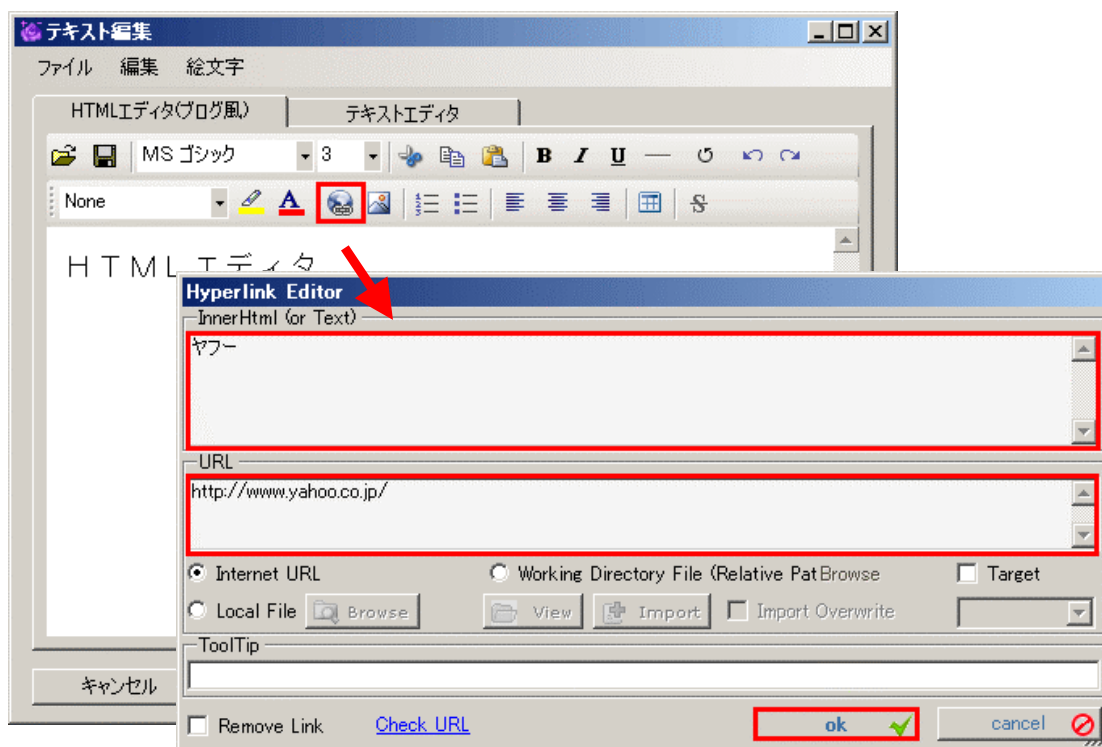 テキスト編集
ファイル 編集 絵文字
HTMLエディタ(ブログ風) テキストエディタ
MS ゴシック 3 B I U
None A S
HTMLエディタ
Hyperlink Editor
InnerHtml (or Text)
ヤフー
URL
http://www.yahoo.co.jp/
Internet URL Working Directory File (Relative Pat Browse Target
Local File Browse View Import Import Overwrite
ToolTip
キャンセル
Remove Link Check URL ok cancel